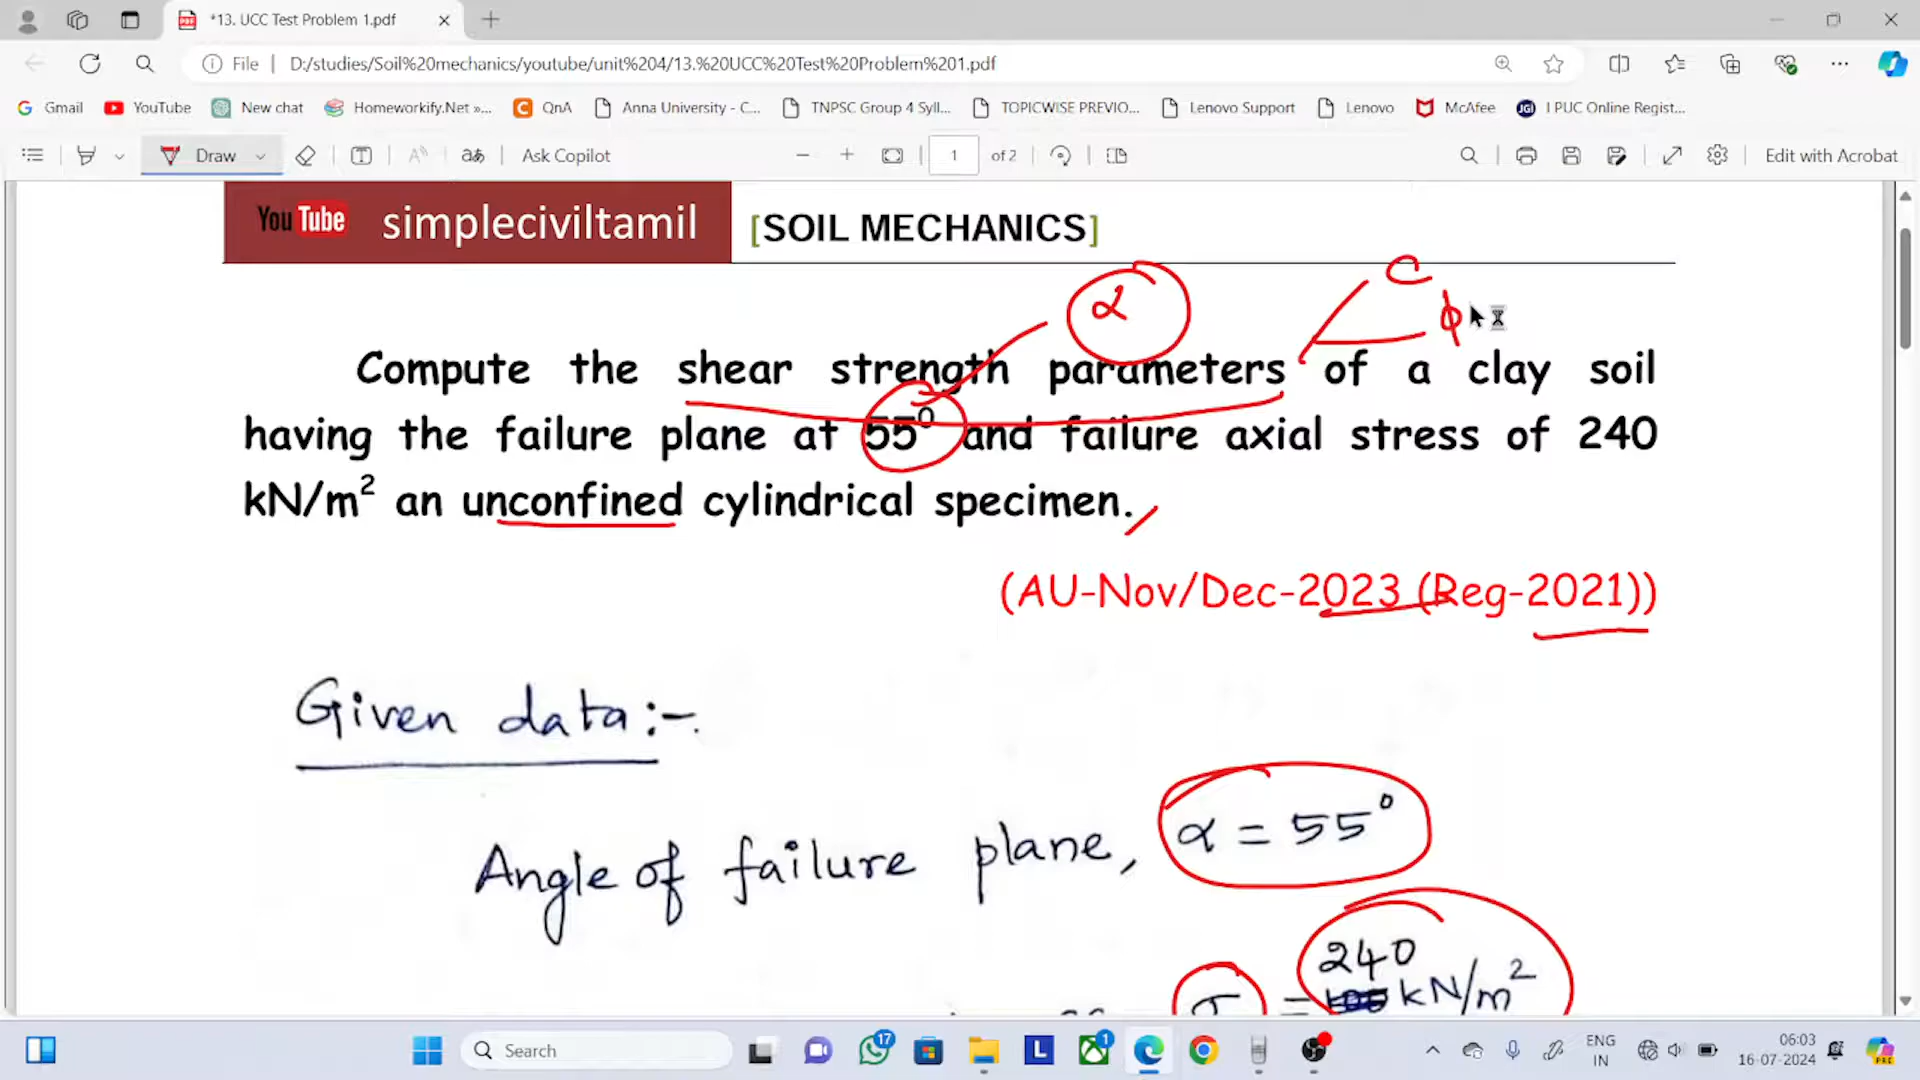 *13. UCC Test Problem 1.pdf
File | D:/studies/Soil%20mechanics/youtube/unit%204/13.%20UCC%20Test%20Problem%201.pdf
Gmail YouTube New chat Homeworkify.Net »... QnA Anna University - C... TNPSC Group 4 Syll... TOPICWISE PREVIO... Lenovo Support Lenovo McAfee I PUC Online Regist...
Draw Ask Copilot 1 of 2 Edit with Acrobat
You Tube simpleciviltamil [SOIL MECHANICS]
α C
ϕ
Compute the shear strength parameters of a clay soil
having the failure plane at 55⁰ and failure axial stress of 240
kN/m² an unconfined cylindrical specimen.
(AU-Nov/Dec-2023 (Reg-2021))
Given data:-
Angle of failure plane, α = 55°
240
σ = kN/m²
Search 17 1 ENG 06:03
IN 16-07-2024